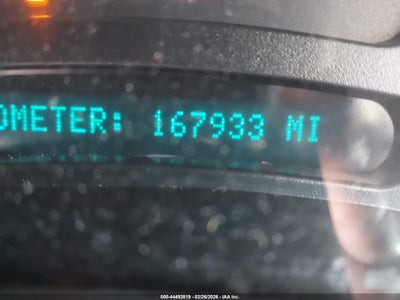 OMETER: 167933 MI
000-44492819 - 02/26/2026 - IAA Inc.